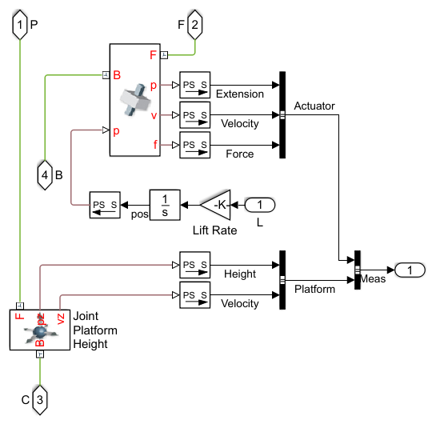 1 P F 2
F
B p PS S
Extension
Actuator
v PS S
Velocity
p f PS S
Force
4 B
PS S 1/s -K- 1
pos
Lift Rate L
PS S
Height
Meas 1
PS S
Platform
Velocity
F pz vz
Joint
Platform
Height
B
C 3